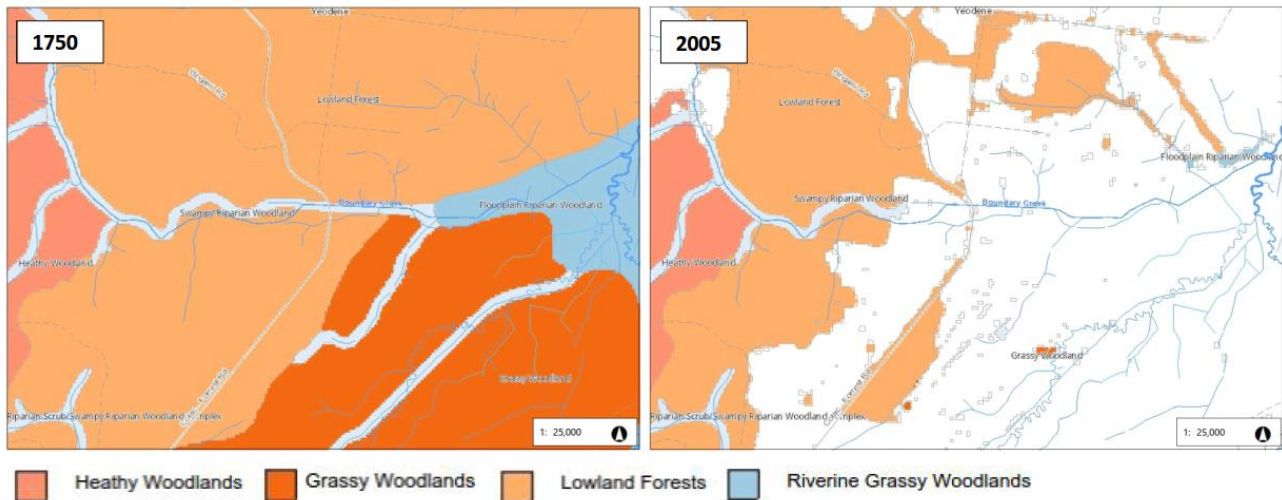 1750
Yeodene
Lowland Forest
Boundary Creek
Swampy Riparian Woodland
Floodplain Riparian Woodland
Heathy Woodland
Grassy Woodland
Riparian Scrub/Swampy Riparian Woodland Complex
1: 25,000
2005
Yeodene
Lowland Forest
Floodplain Riparian Woodland
Swampy Riparian Woodland
Boundary Creek
Heathy Woodland
Grassy Woodland
Riparian Scrub/Swampy Riparian Woodland Complex
1: 25,000
Heathy Woodlands
Grassy Woodlands
Lowland Forests
Riverine Grassy Woodlands